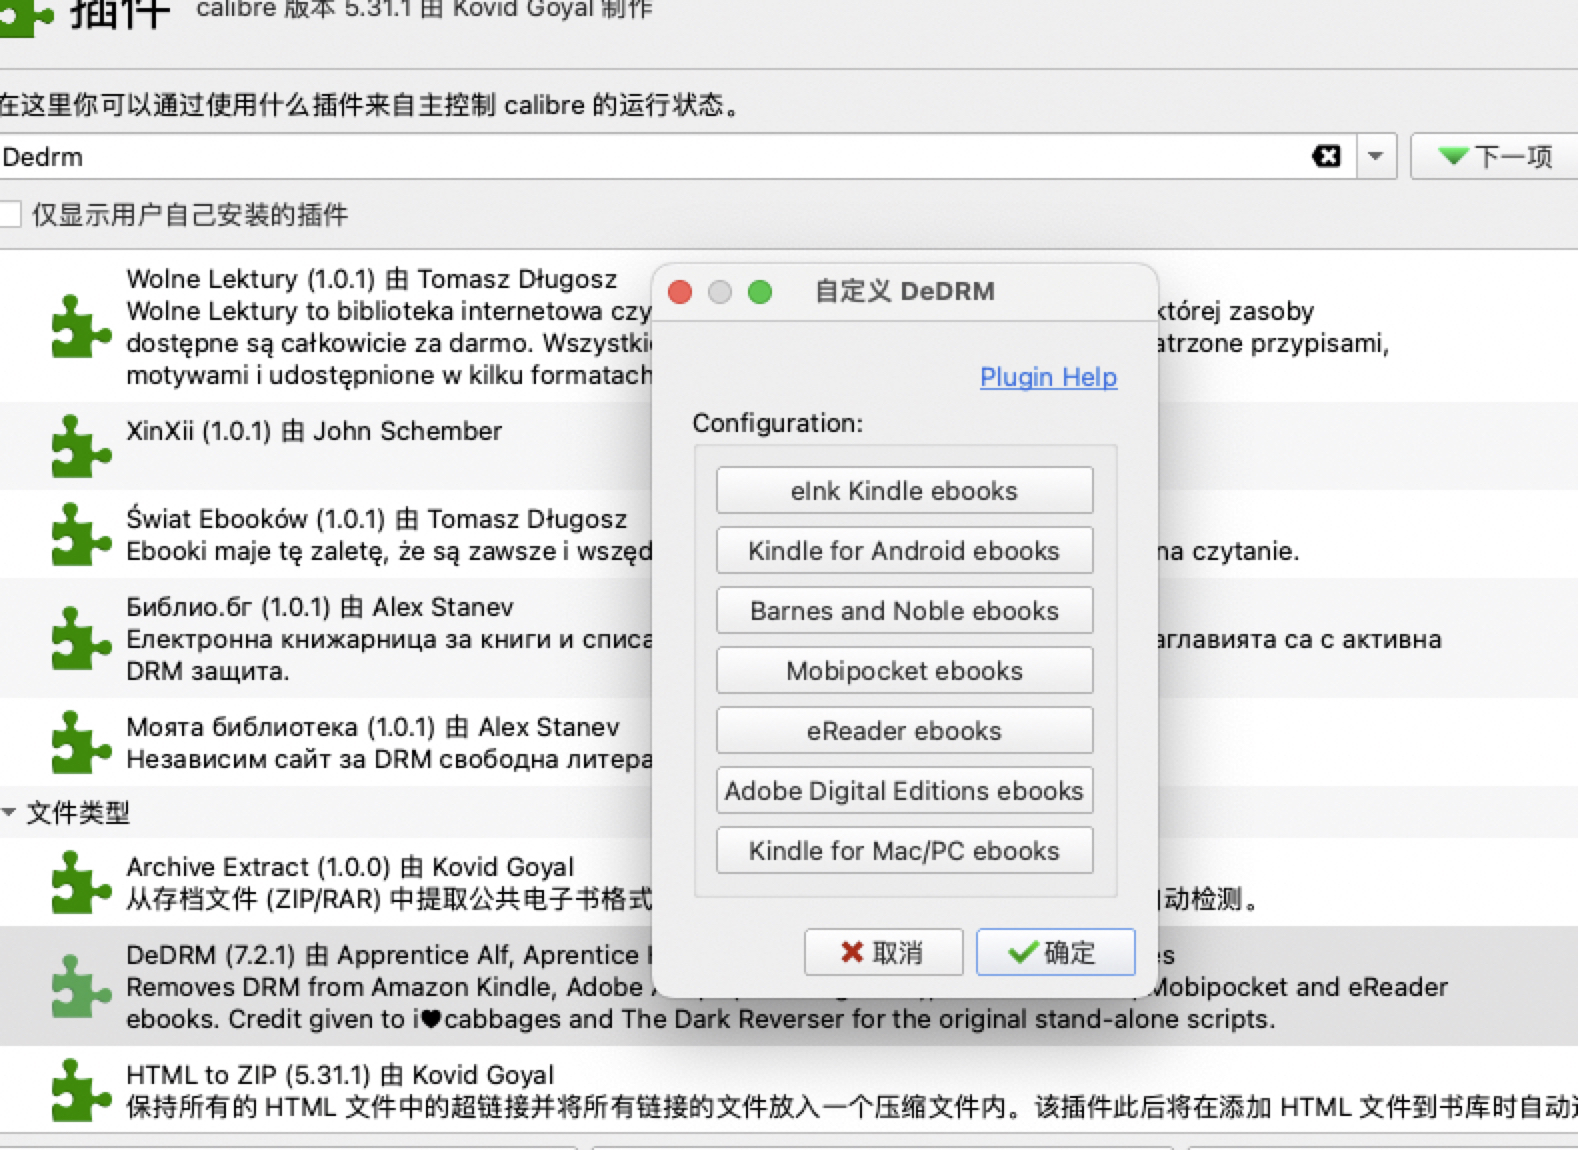 插件 calibre 版本 5.31.1 由 Kovid Goyal 制作
在这里你可以通过使用什么插件来自主控制 calibre 的运行状态。
Dedrm
下一项
仅显示用户自己安装的插件
Wolne Lektury (1.0.1) 由 Tomasz Długosz
Wolne Lektury to biblioteka internetowa czy
której zasoby
dostępne są całkowicie za darmo. Wszystki
atrzone przypisami,
motywami i udostępnione w kilku formatach
XinXii (1.0.1) 由 John Schember
Świat Ebooków (1.0.1) 由 Tomasz Długosz
Ebooki maje tę zaletę, że są zawsze i wszęd
na czytanie.
Библио.бг (1.0.1) 由 Alex Stanev
Електронна книжарница за книги и списа
аглавията са с активна
DRM защита.
Моята библиотека (1.0.1) 由 Alex Stanev
Независим сайт за DRM свободна литера
文件类型
Archive Extract (1.0.0) 由 Kovid Goyal
从存档文件 (ZIP/RAR) 中提取公共电子书格式
动检测。
DeDRM (7.2.1) 由 Apprentice Alf, Aprentice
es
Removes DRM from Amazon Kindle, Adobe
Mobipocket and eReader
ebooks. Credit given to i♥cabbages and The Dark Reverser for the original stand-alone scripts.
HTML to ZIP (5.31.1) 由 Kovid Goyal
保持所有的 HTML 文件中的超链接并将所有链接的文件放入一个压缩文件内。该插件此后将在添加 HTML 文件到书库时自动
自定义 DeDRM
Plugin Help
Configuration:
eInk Kindle ebooks
Kindle for Android ebooks
Barnes and Noble ebooks
Mobipocket ebooks
eReader ebooks
Adobe Digital Editions ebooks
Kindle for Mac/PC ebooks
取消
确定